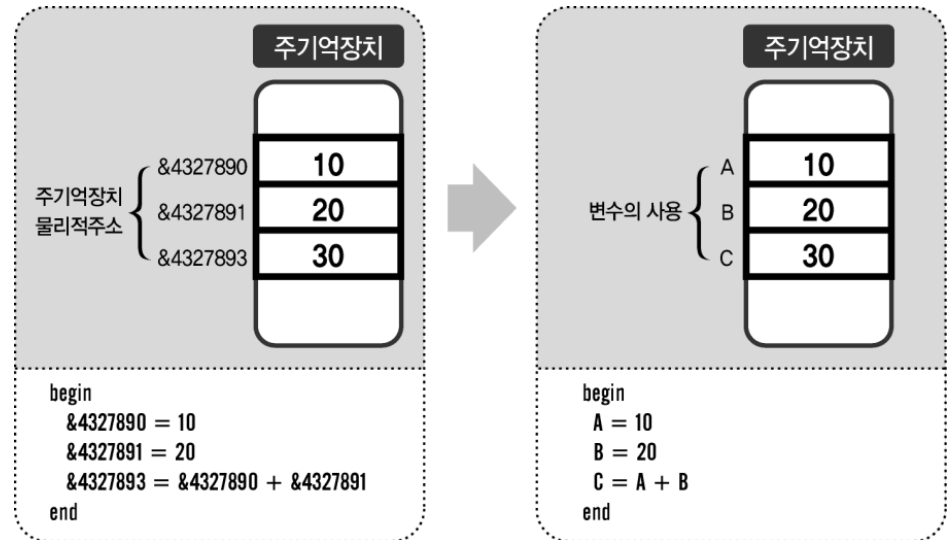 주기억장치
&4327890 10
주기억장치
물리적주소
&4327891 20
&4327893 30
begin
&4327890 = 10
&4327891 = 20
&4327893 = &4327890 + &4327891
end
주기억장치
A 10
변수의 사용
B 20
C 30
begin
A = 10
B = 20
C = A + B
end